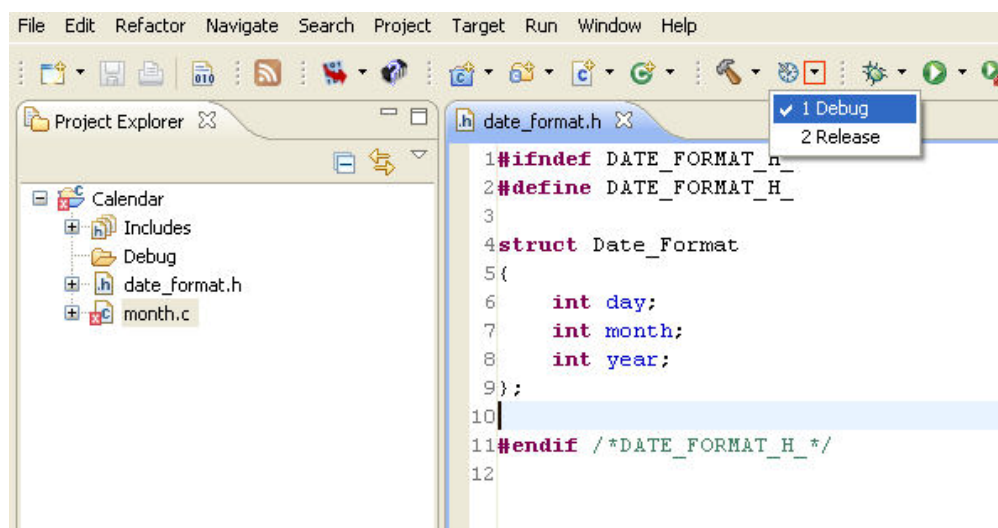 File Edit Refactor Navigate Search Project Target Run Window Help
010
Project Explorer
date_format.h
1 Debug
2 Release
Calendar
Includes
Debug
date_format.h
month.c
1#ifndef DATE_FORMAT_H_
2#define DATE_FORMAT_H_
3
4struct Date_Format
5{
6 int day;
7 int month;
8 int year;
9};
10
11#endif /*DATE_FORMAT_H_*/
12